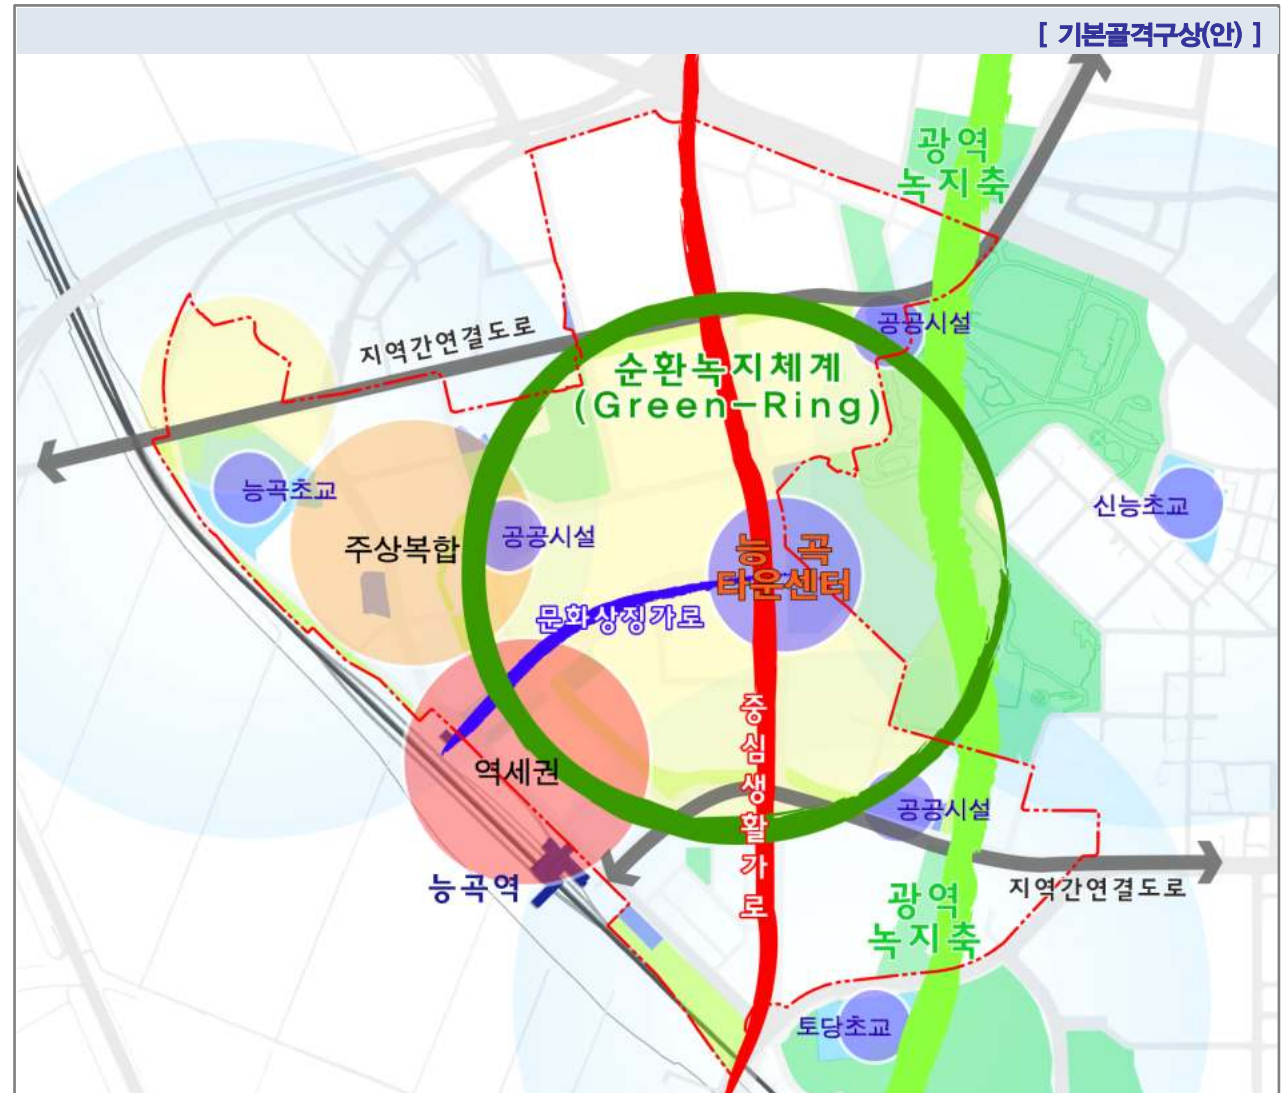 [ 기본골격구상(안) ]
광역
녹지축
지역간연결도로
공공시설
순환녹지체계
(Green-Ring)
능곡초교
신능초교
주상복합
공공시설
능 곡
타운센터
문화상징가로
중심생활가로
역세권
공공시설
능곡역
지역간연결도로
광역
녹지축
토당초교